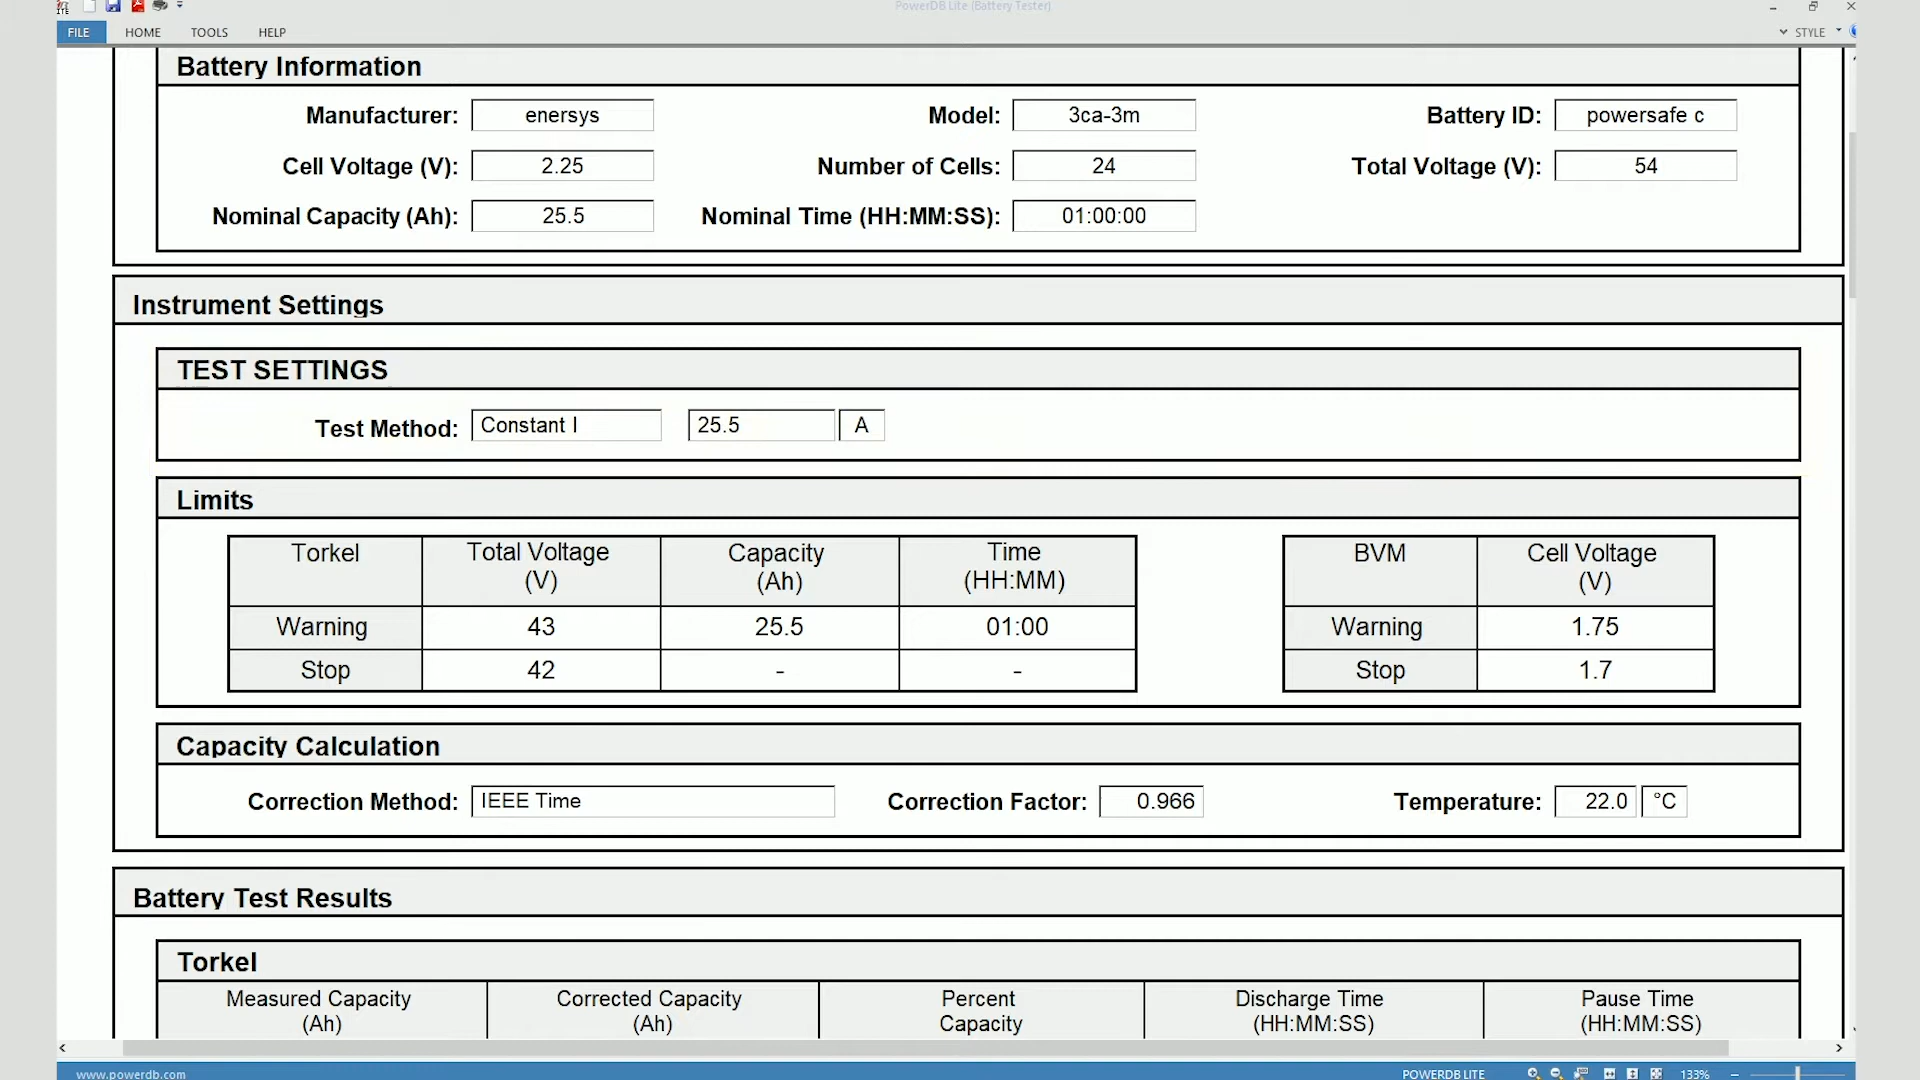 PowerDB Lite (Battery Tester)
FILE HOME TOOLS HELP STYLE
Battery Information
Manufacturer: enersys Model: 3ca-3m Battery ID: powersafe c
Cell Voltage (V): 2.25 Number of Cells: 24 Total Voltage (V): 54
Nominal Capacity (Ah): 25.5 Nominal Time (HH:MM:SS): 01:00:00
Instrument Settings
TEST SETTINGS
Test Method: Constant I 25.5 A
Limits
Torkel Total Voltage (V) Capacity (Ah) Time (HH:MM) BVM Cell Voltage (V)
Warning 43 25.5 01:00 Warning 1.75
Stop 42 - - Stop 1.7
Capacity Calculation
Correction Method: IEEE Time Correction Factor: 0.966 Temperature: 22.0 °C
Battery Test Results
Torkel
Measured Capacity (Ah) Corrected Capacity (Ah) Percent Capacity Discharge Time (HH:MM:SS) Pause Time (HH:MM:SS)
www.powerdb.com POWERDB LITE 133%